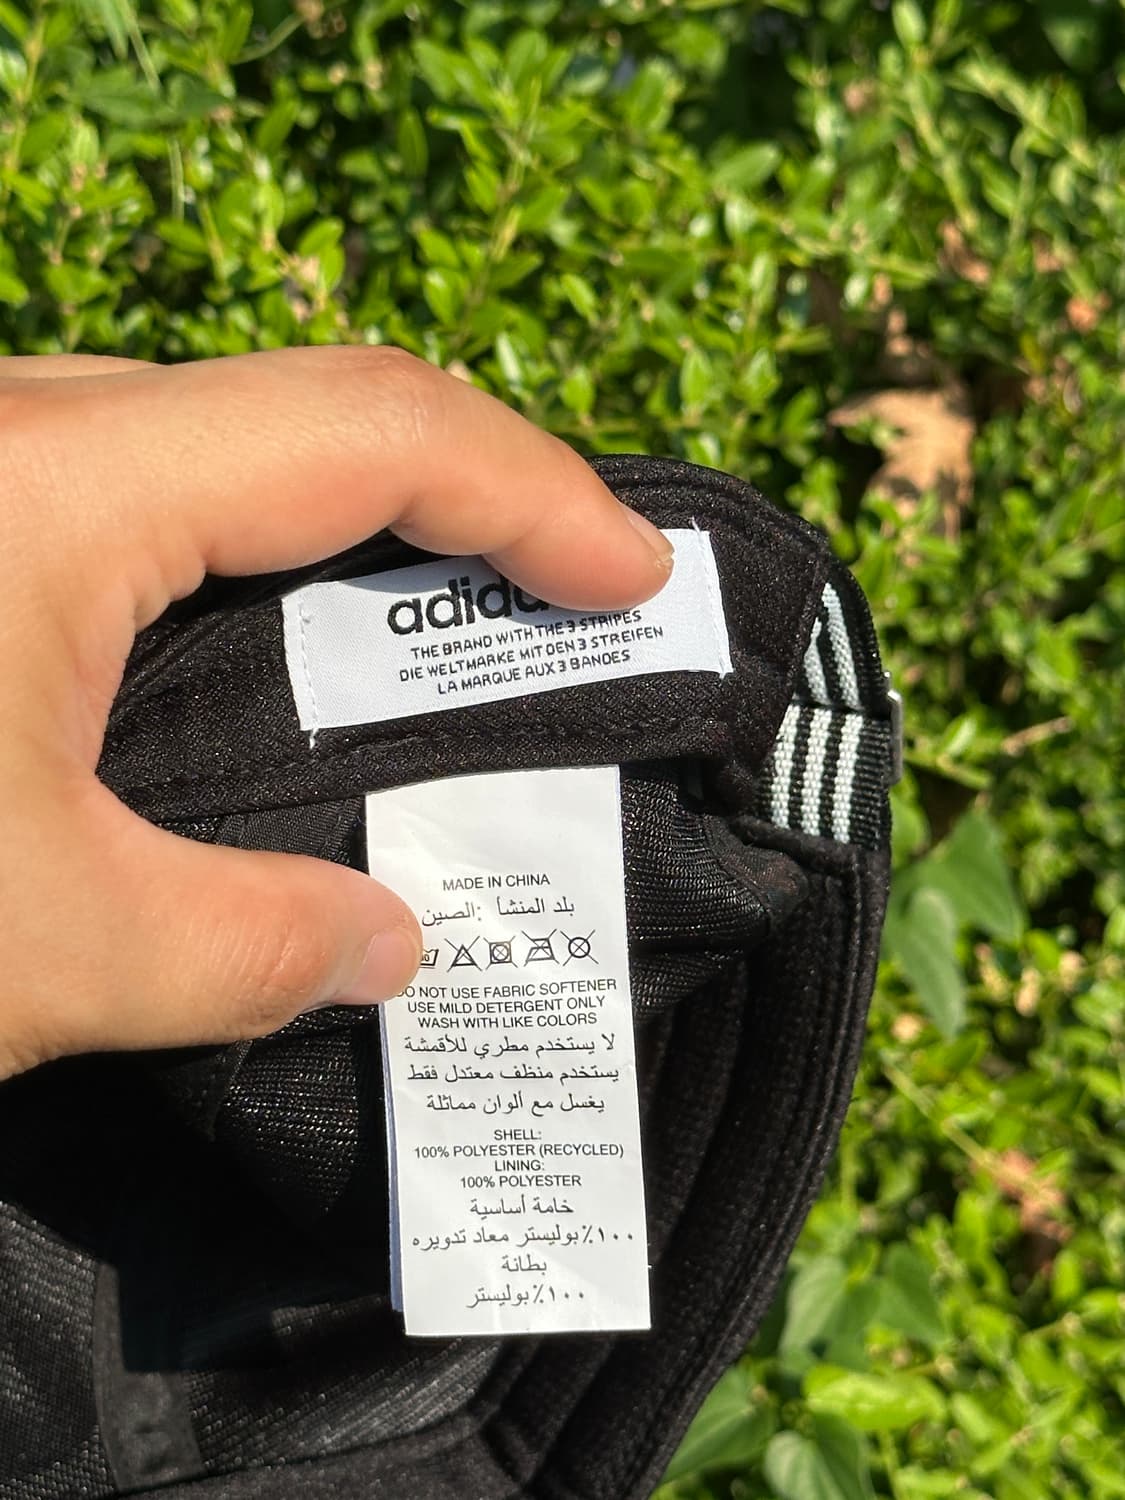 THE BRAND WITH THE 3 STRIPES
DIE WELTMARKE MIT DEN 3 STREIFEN
LA MARQUE AUX 3 BANDES
MADE IN CHINA
بلد المنشأ: الصين
DO NOT USE FABRIC SOFTENER
USE MILD DETERGENT ONLY
WASH WITH LIKE COLORS
لا يستخدم مطري للأقمشة
يستخدم منظف معتدل فقط
يغسل مع ألوان مماثلة
SHELL:
100% POLYESTER (RECYCLED)
LINING:
100% POLYESTER
خامة أساسية
١٠٠٪ بوليستر معاد تدويره
بطانة
١٠٠٪ بوليستر